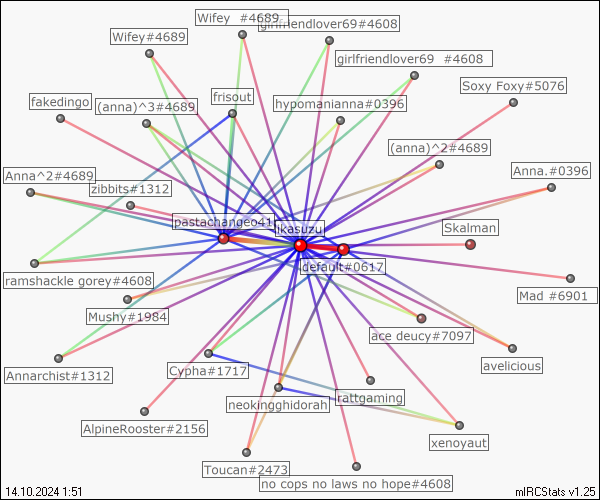 Wifey  #4689
girlfriendlover69#4608
Wifey#4689
girlfriendlover69  #4608
Soxy Foxy#5076
fakedingo
(anna)^3#4689
frisout
hypomanianna#0396
(anna)^2#4689
Anna^2#4689
zibbits#1312
Anna.#0396
pastachange041
ikasuzu
Skalman
default#0617
ramshackle gorey#4608
Mad #6901
Mushy#1984
ace deucy#7097
Annarchist#1312
Cypha#1717
avelicious
neokingghidorah
rattgaming
AlpineRooster#2156
xenoyaut
Toucan#2473
no cops no laws no hope#4608
14.10.2024 1:51
mIRCStats v1.25